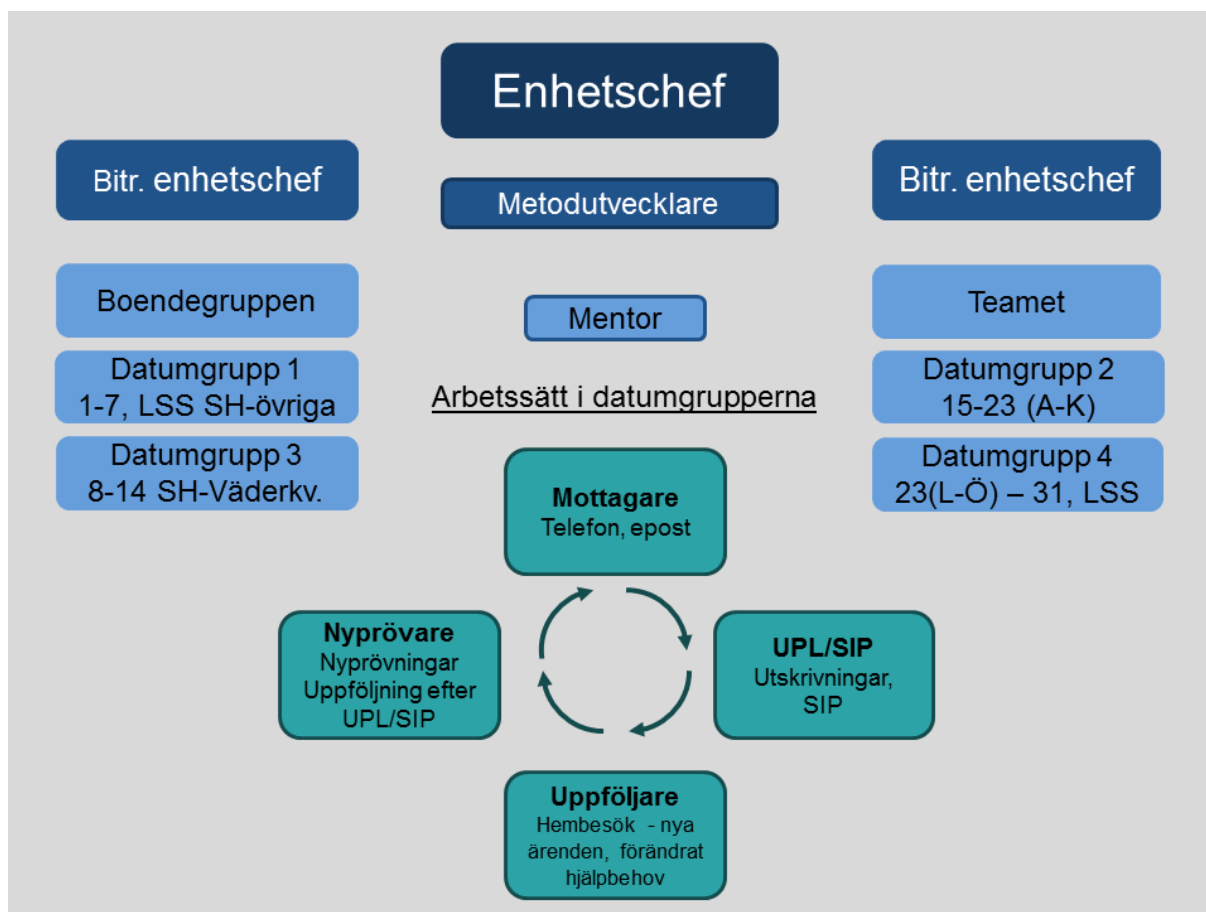 Enhetschef
Bitr. enhetschef
Metodutvecklare
Bitr. enhetschef
Boendegruppen
Mentor
Teamet
Datumgrupp 1
1-7, LSS SH-övriga
Arbetssätt i datumgrupperna
Datumgrupp 2
15-23 (A-K)
Datumgrupp 3
8-14 SH-Väderkv.
Datumgrupp 4
23(L-Ö) – 31, LSS
Mottagare
Telefon, epost
Nyprövare
Nyprövningar
Uppföljning efter
UPL/SIP
UPL/SIP
Utskrivningar,
SIP
Uppföljare
Hembesök - nya
ärenden, förändrat
hjälpbehov